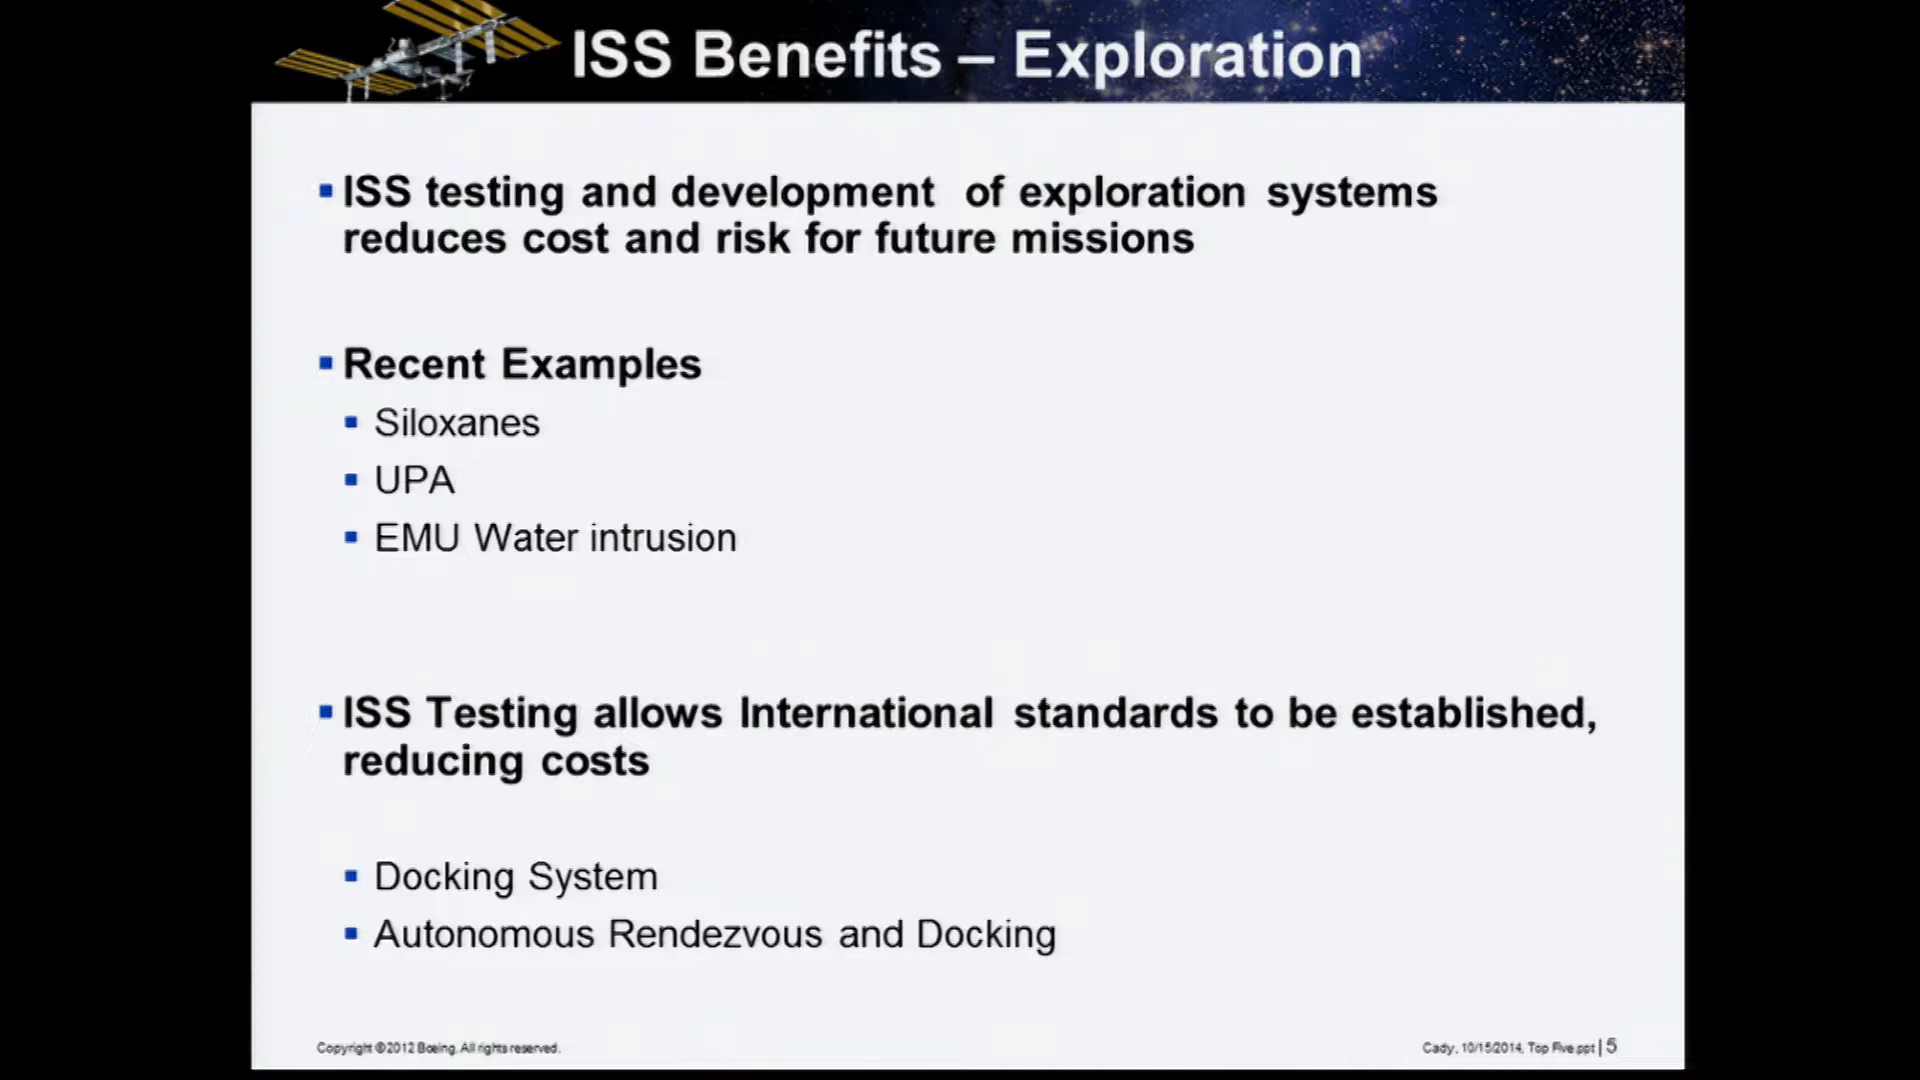 ISS Benefits – Exploration
ISS testing and development of exploration systems
reduces cost and risk for future missions
Recent Examples
Siloxanes
UPA
EMU Water intrusion
ISS Testing allows International standards to be established,
reducing costs
Docking System
Autonomous Rendezvous and Docking
Copyright ©2012 Boeing. All rights reserved.
Cady, 10/15/2014, Top Five.ppt | 5